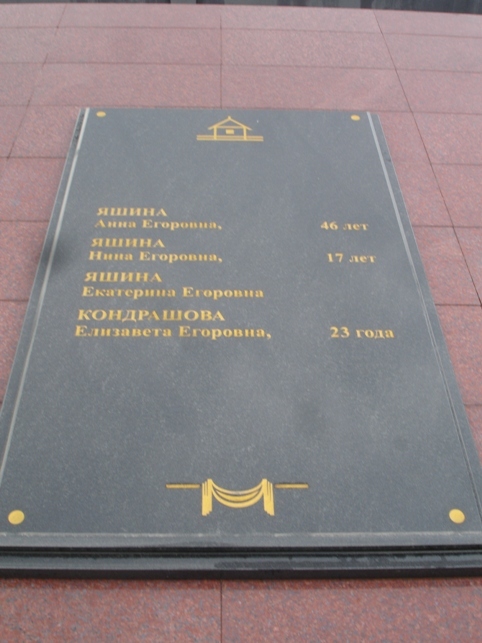 ЯШИНА
Анна Егоровна, 46 лет
ЯШИНА
Нина Егоровна, 17 лет
ЯШИНА
Екатерина Егоровна
КОНДРАШОВА
Елизавета Егоровна, 23 года